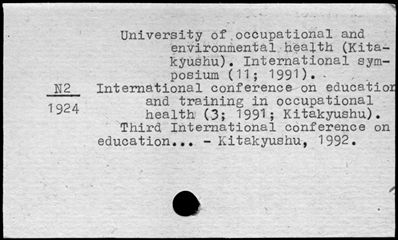 University of occupational and
environmental health (Kita-
kyushu). International sym-
posium (11; 1991).
N2
1924
International conference on education
and training in occupational
health (3; 1991; Kitakyushu).
Third International conference on
education... - Kitakyushu, 1992.